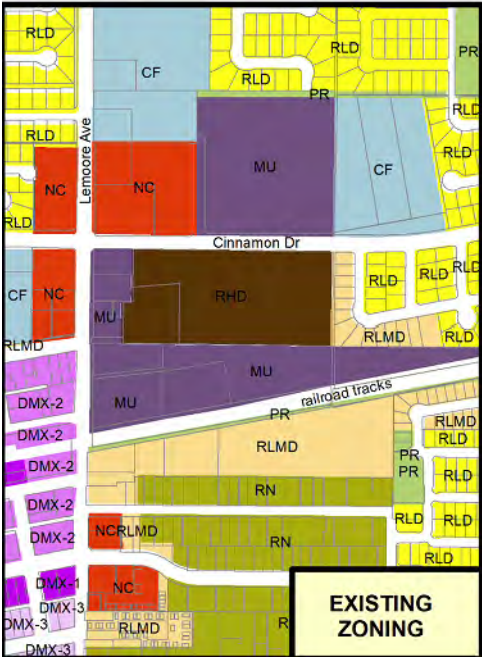 RLD
RLD
PR
CF
PR
RLD
RLD
Lemoore Ave
RLD
MU
CF
NC
NC
RLD
Cinnamon Dr
RLD
RLD
RLD
CF
NC
RHD
MU
RLMD
RLD
RLMD
MU
railroad tracks
DMX-2
MU
PR
RLMD
DMX-2
RLMD
RLD
PR
PR
DMX-2
RLD
RN
DMX-2
RLD
RLD
DMX-2
NC
RLMD
RN
RLD
DMX-1
NC
DMX-3
DMX-3
RLMD
R
DMX-3
EXISTING
ZONING